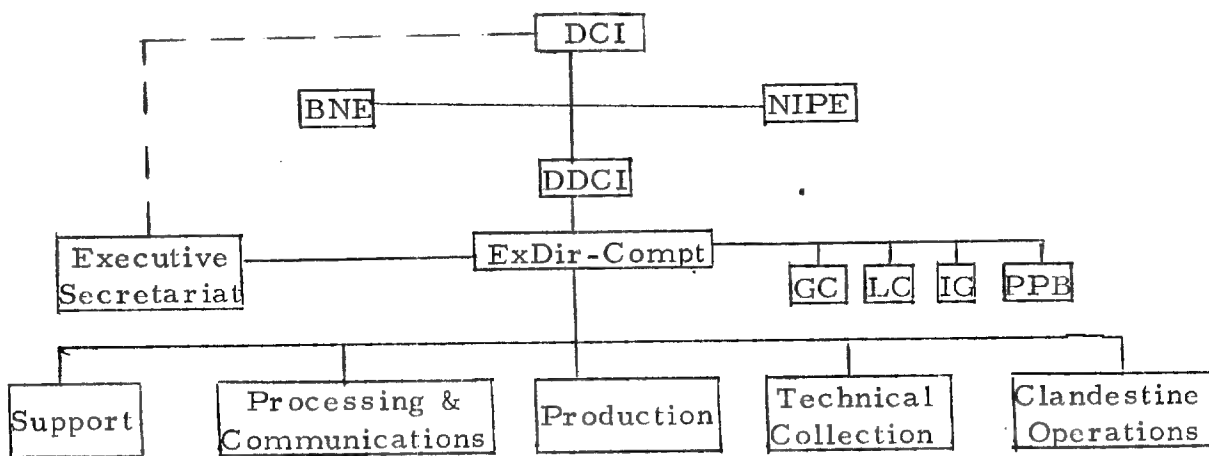 DCI
BNE
NIPE
DDCI
Executive
Secretariat
ExDir-Compt
GC
LC
IG
PPB
Support
Processing &
Communications
Production
Technical
Collection
Clandestine
Operations